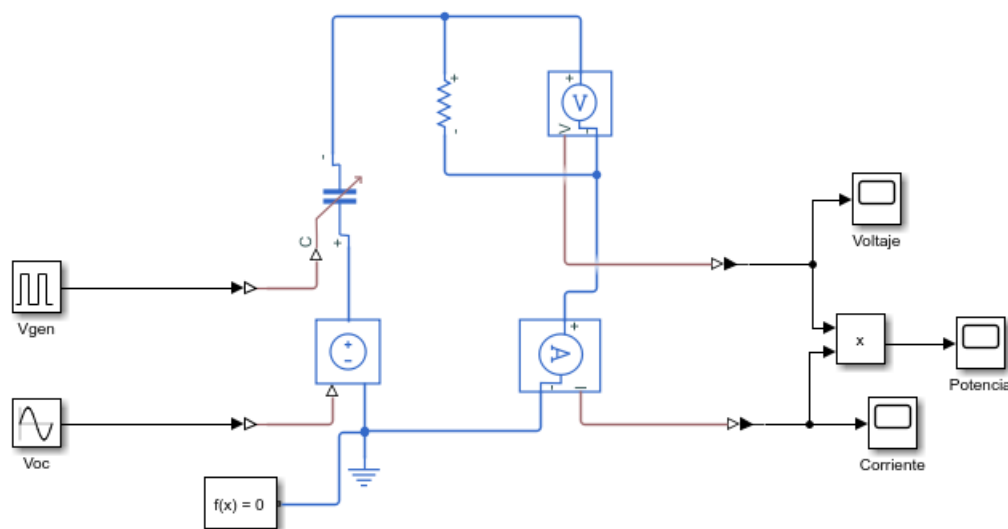 +
+
V
-
V
-
-
C
+
Voltaje
Vgen
+
-
+
A
-
I
x
Potencia
Voc
Corriente
f(x) = 0